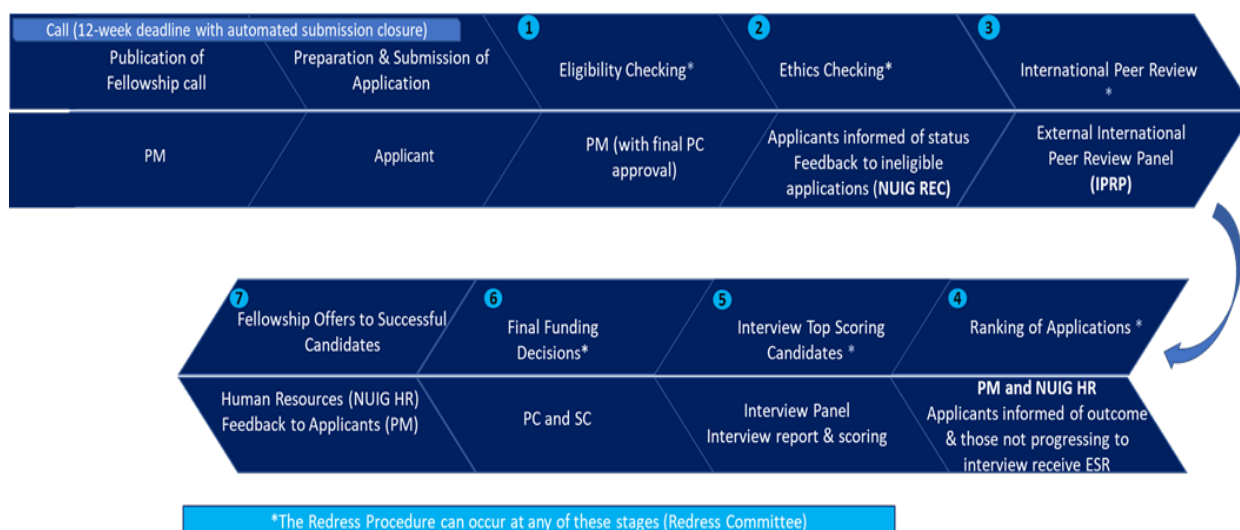 Call (12-week deadline with automated submission closure)
Publication of
Fellowship call
Preparation & Submission of
Application
1
Eligibility Checking*
2
Ethics Checking*
3
International Peer Review
*
PM
Applicant
PM (with final PC
approval)
Applicants informed of status
Feedback to ineligible
applications (NUIG REC)
External International
Peer Review Panel
(IPRP)
7
Fellowship Offers to Successful
Candidates
6
Final Funding
Decisions*
5
Interview Top Scoring
Candidates *
4
Ranking of Applications *
Human Resources (NUIG HR)
Feedback to Applicants (PM)
PC and SC
Interview Panel
Interview report & scoring
PM and NUIG HR
Applicants informed of outcome
& those not progressing to
interview receive ESR
*The Redress Procedure can occur at any of these stages (Redress Committee)